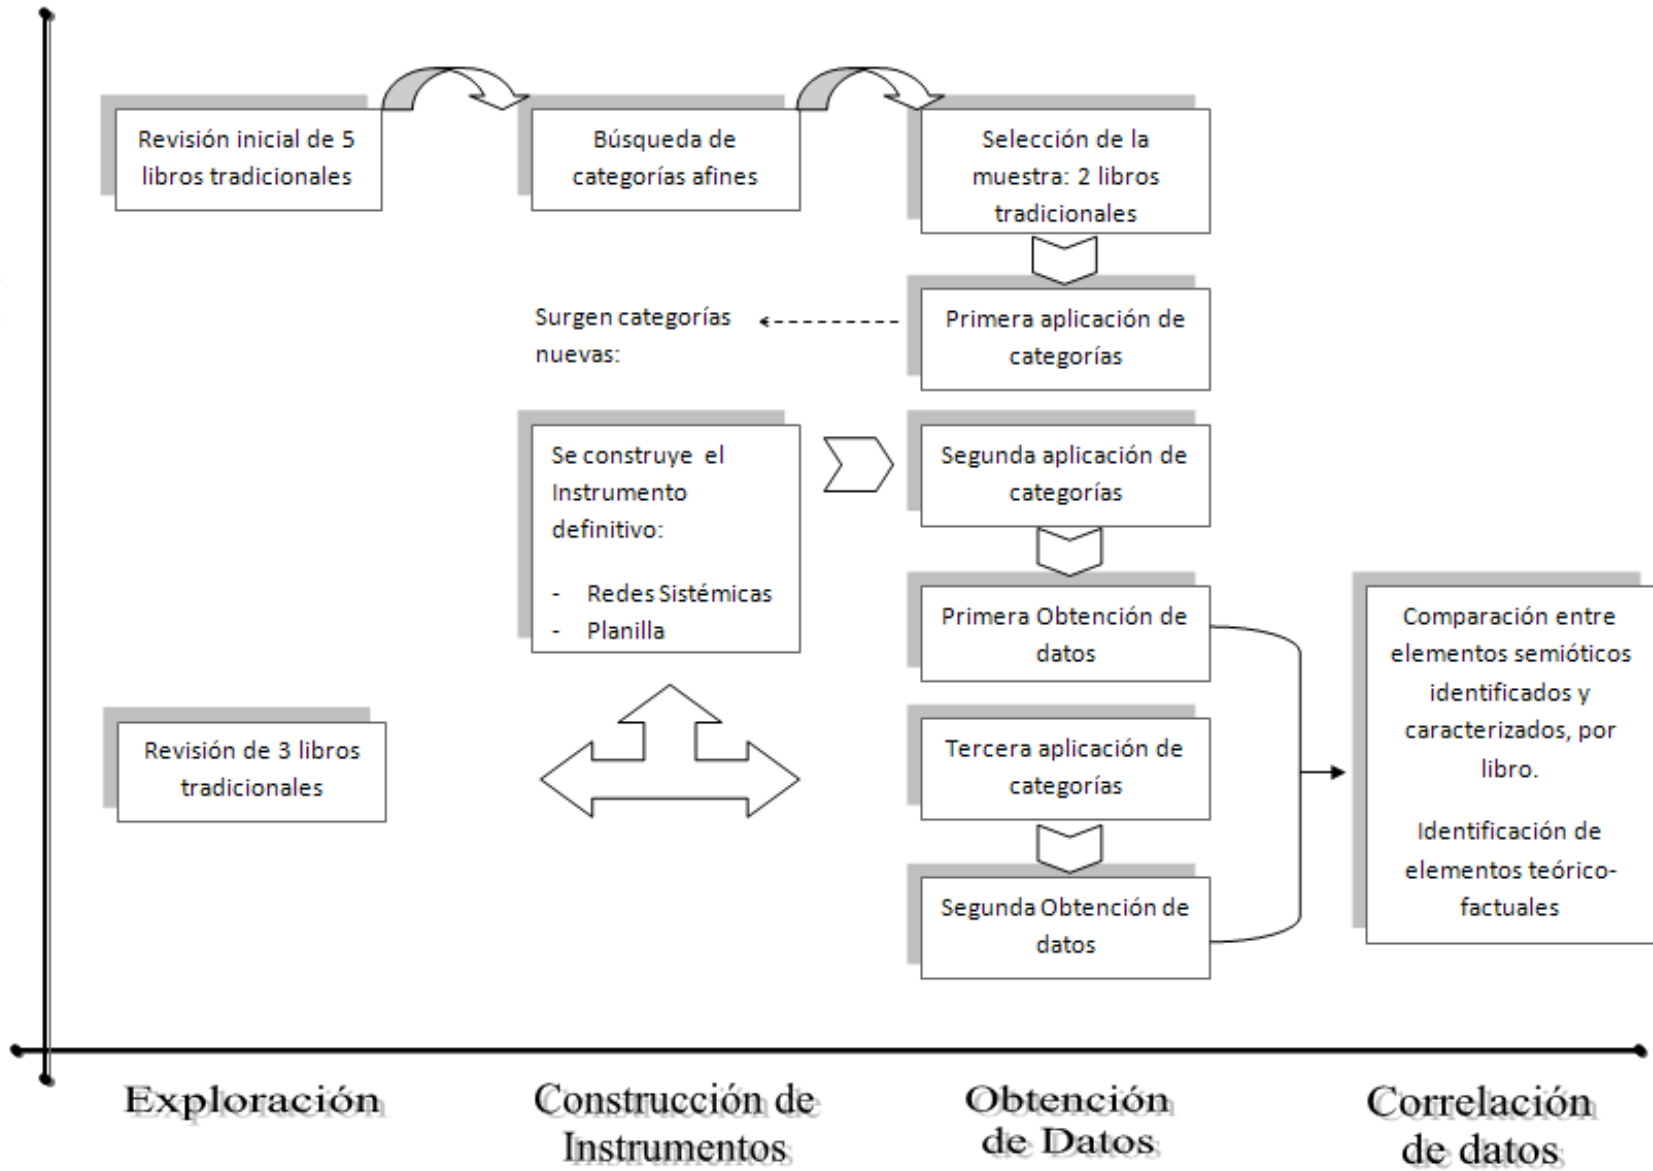 Revisión inicial de 5
libros tradicionales
Búsqueda de
categorías afines
Selección de la
muestra: 2 libros
tradicionales
Surgen categorías
nuevas:
Primera aplicación de
categorías
Se construye  el
Instrumento
definitivo:
- Redes Sistémicas
- Planilla
Segunda aplicación de
categorías
Primera Obtención de
datos
Revisión de 3 libros
tradicionales
Tercera aplicación de
categorías
Segunda Obtención de
datos
Comparación entre
elementos semióticos
identificados y
caracterizados, por
libro.
Identificación de
elementos teórico-
factuales
Exploración
Construcción de
Instrumentos
Obtención
de Datos
Correlación
de datos